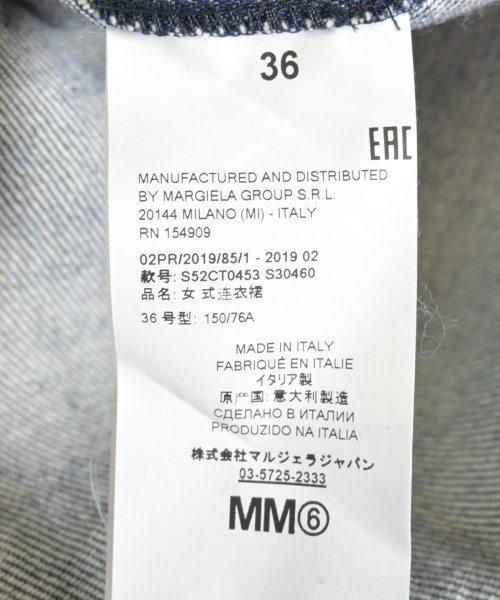 36
EAC
MANUFACTURED AND DISTRIBUTED
BY MARGIELA GROUP S.R.L.
20144 MILANO (MI) - ITALY
RN 154909
02PR/2019/85/1 - 2019 02
款号: S52CT0453 S30460
品名: 女 式连衣裙
36 号型: 150/76A
MADE IN ITALY
FABRIQUÉ EN ITALIE
イタリア製
原产国: 意大利製造
СДЕЛАНО В ИТАЛИИ
PRODUZIDO NA ITALIA
株式会社マルジェラジャパン
03-5725-2333
MM⑥